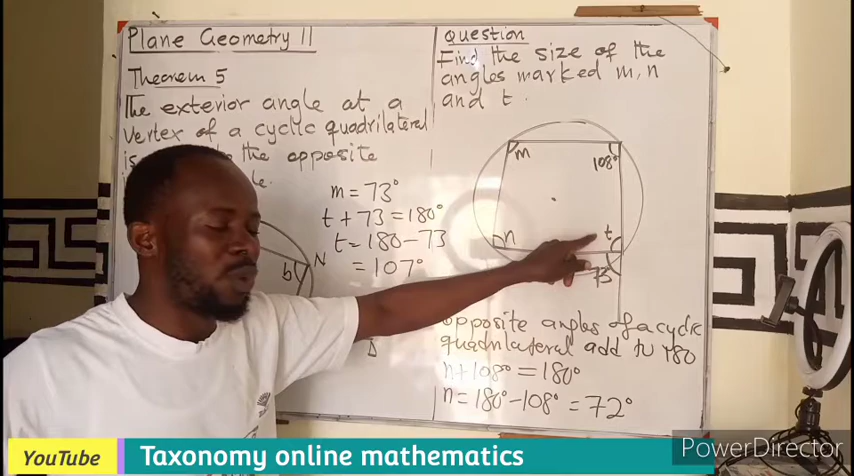 Plane Geometry II
Theorem 5
The exterior angle at a
vertex of a cyclic quadrilateral
is the opposite
m = 73°
t + 73 = 180°
t = 180 - 73
= 107°
b
N
D
Question
Find the size of the
angles marked m, n
and t.
m
108°
n
t
73
opposite angles of a cyclic
quadrilateral add to 180
n + 108° = 180°
n = 180° - 108° = 72°
YouTube
Taxonomy online mathematics
PowerDirector